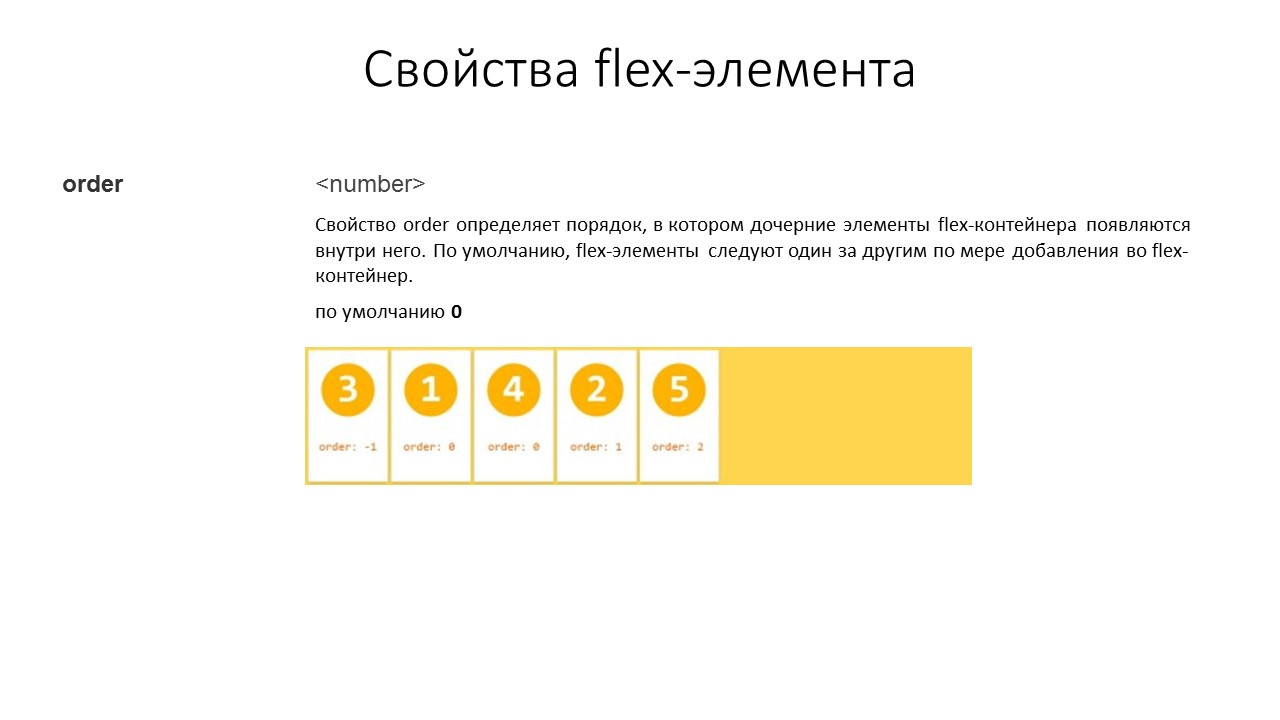 Свойства flex-элемента
order <number>
Свойство order определяет порядок, в котором дочерние элементы flex-контейнера появляются
внутри него. По умолчанию, flex-элементы следуют один за другим по мере добавления во flex-
контейнер.
по умолчанию 0
3 1 4 2 5
order: -1 order: 0 order: 0 order: 1 order: 2